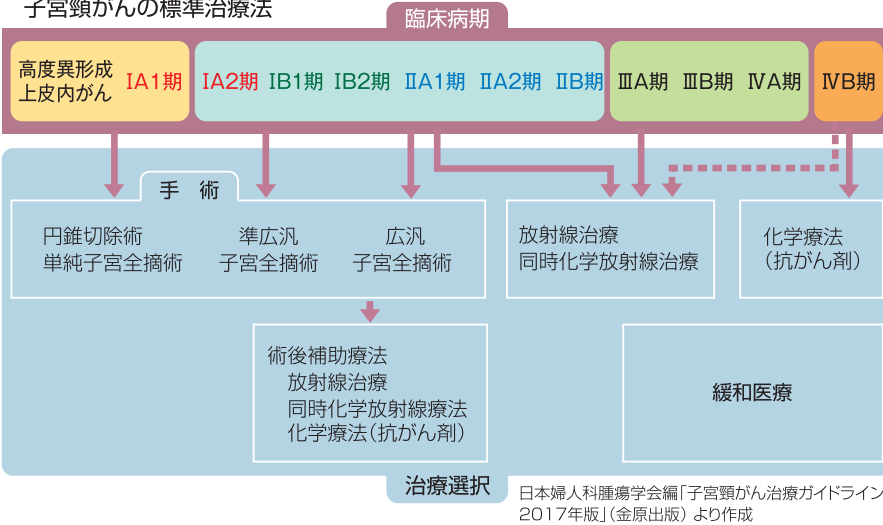 子宮頸がんの標準治療法
臨床病期
高度異形成
上皮内がん
ⅠA1期
ⅠA2期 ⅠB1期 ⅠB2期 ⅡA1期 ⅡA2期 ⅡB期
ⅢA期 ⅢB期 ⅣA期
ⅣB期
手 術
円錐切除術
単純子宮全摘術
準広汎
子宮全摘術
広汎
子宮全摘術
放射線治療
同時化学放射線治療
化学療法
(抗がん剤)
術後補助療法
放射線治療
同時化学放射線療法
化学療法(抗がん剤)
緩和医療
治療選択
日本婦人科腫瘍学会編「子宮頸がん治療ガイドライン
2017年版」(金原出版) より作成